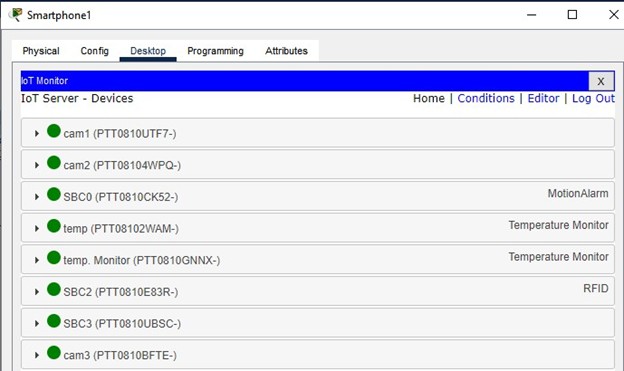 Smartphone1
Physical Config Desktop Programming Attributes
IoT Monitor X
IoT Server - Devices Home | Conditions | Editor | Log Out
cam1 (PTT0810UTF7-)
cam2 (PTT08104WPQ-)
SBC0 (PTT0810CK52-) MotionAlarm
temp (PTT08102WAM-) Temperature Monitor
temp. Monitor (PTT0810GNNX-) Temperature Monitor
SBC2 (PTT0810E83R-) RFID
SBC3 (PTT0810UBSC-)
cam3 (PTT0810BFTE-)